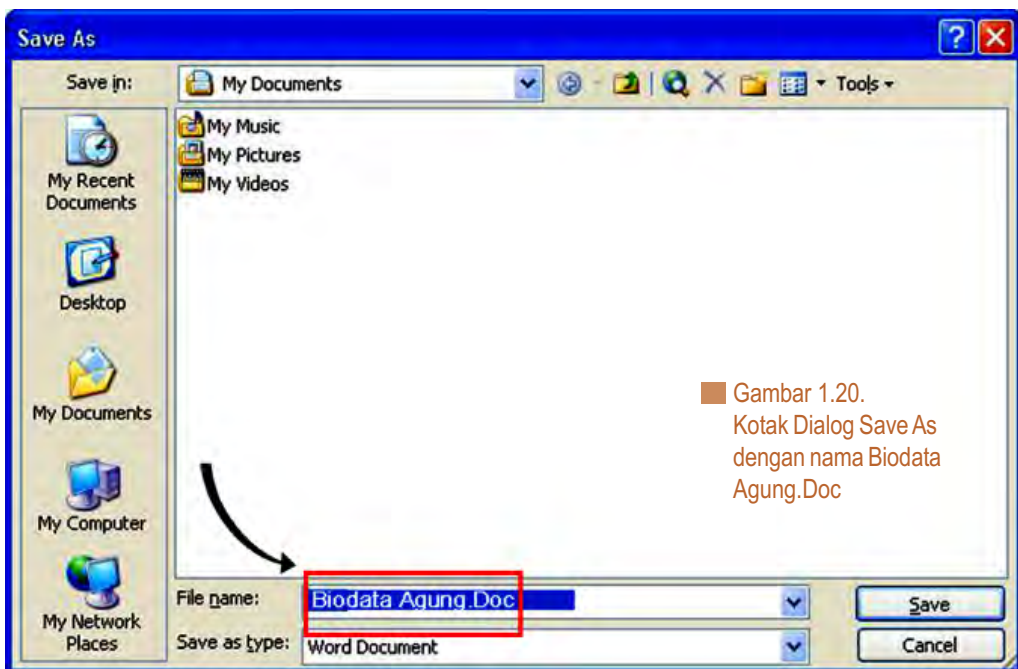 Save As
Save in:
My Documents
Tools
My Music
My Pictures
My Videos
My Recent
Documents
Desktop
My Documents
My Computer
My Network
Places
Gambar 1.20.
Kotak Dialog Save As
dengan nama Biodata
Agung.Doc
File name:
Biodata Agung.Doc
Save
Save as type:
Word Document
Cancel